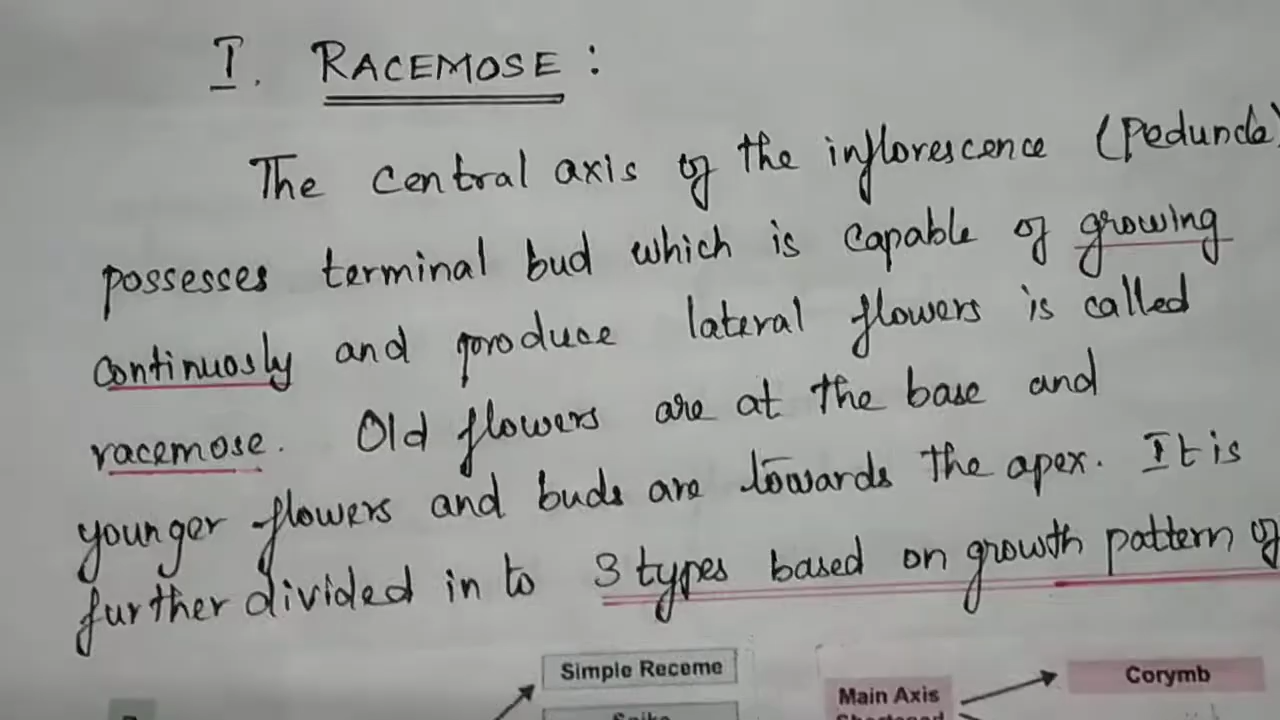 I. RACEMOSE :
The central axis of the inflorescence (Peduncle)
possesses terminal bud which is capable of growing
continuosly and produce lateral flowers is called
racemose. Old flowers are at the base and
younger flowers and buds are towards the apex. It is
further divided in to 3 types based on growth pattern of
Simple Receme
Main Axis
Corymb
Spike
Shortened